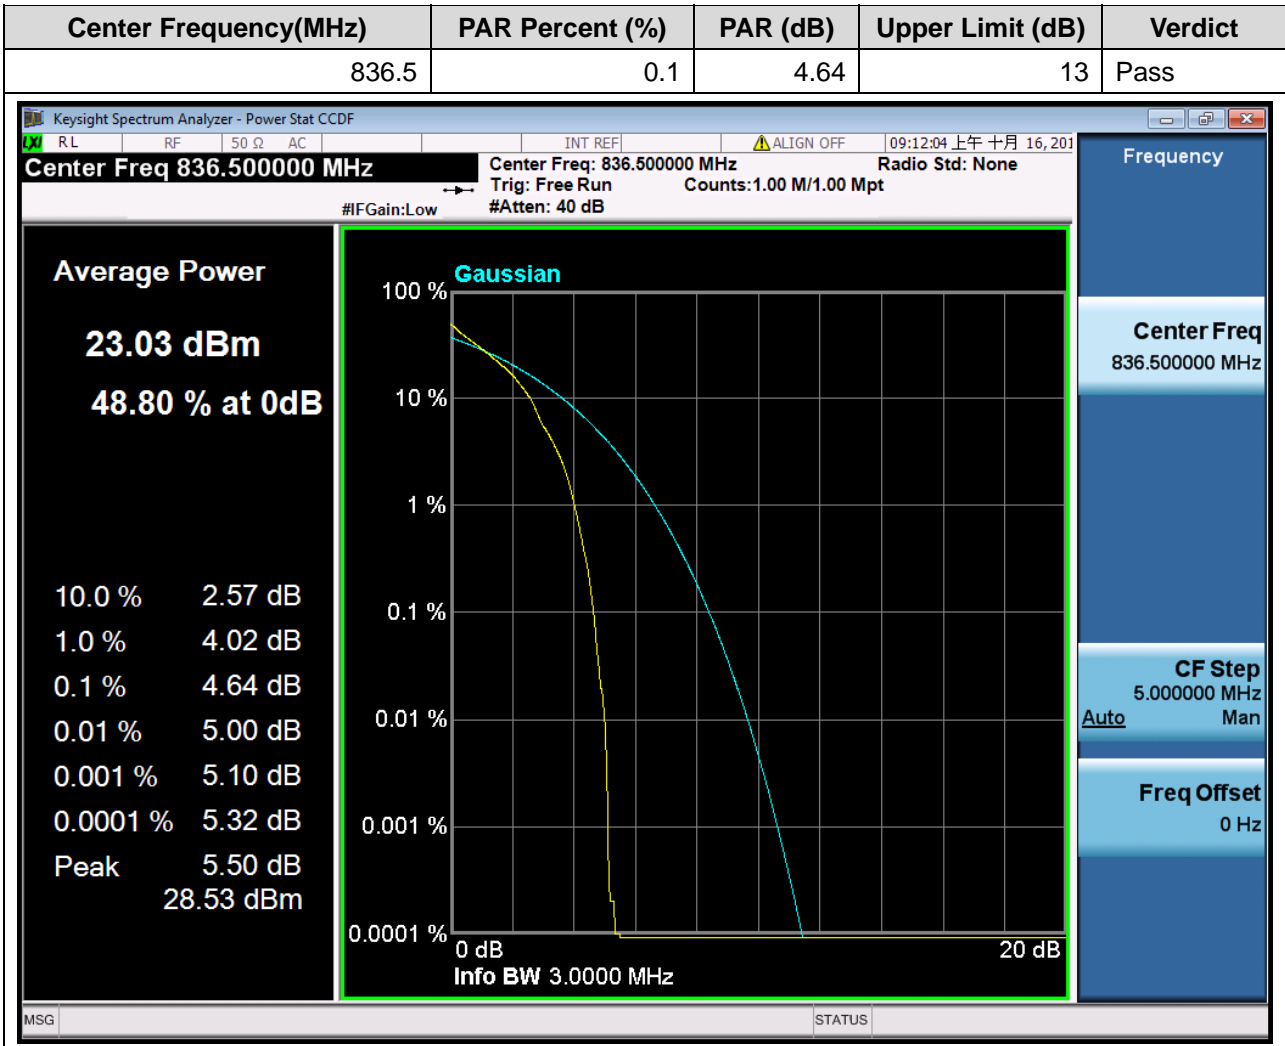 Center Frequency(MHz) PAR Percent (%) PAR (dB) Upper Limit (dB) Verdict
836.5 0.1 4.64 13 Pass
Keysight Spectrum Analyzer - Power Stat CCDF
LXI RL RF 50 Ω AC INT REF ALIGN OFF 09:12:04 上午 十月 16, 201
Center Freq 836.500000 MHz
Center Freq: 836.500000 MHz Radio Std: None
Trig: Free Run Counts:1.00 M/1.00 Mpt
#IFGain:Low #Atten: 40 dB
Frequency
Average Power
23.03 dBm
48.80 % at 0dB
10.0 % 2.57 dB
1.0 % 4.02 dB
0.1 % 4.64 dB
0.01 % 5.00 dB
0.001 % 5.10 dB
0.0001 % 5.32 dB
Peak 5.50 dB
28.53 dBm
Gaussian
100 %
10 %
1 %
0.1 %
0.01 %
0.001 %
0.0001 %
0 dB 20 dB
Info BW 3.0000 MHz
Center Freq
836.500000 MHz
CF Step
5.000000 MHz
Auto Man
Freq Offset
0 Hz
MSG STATUS